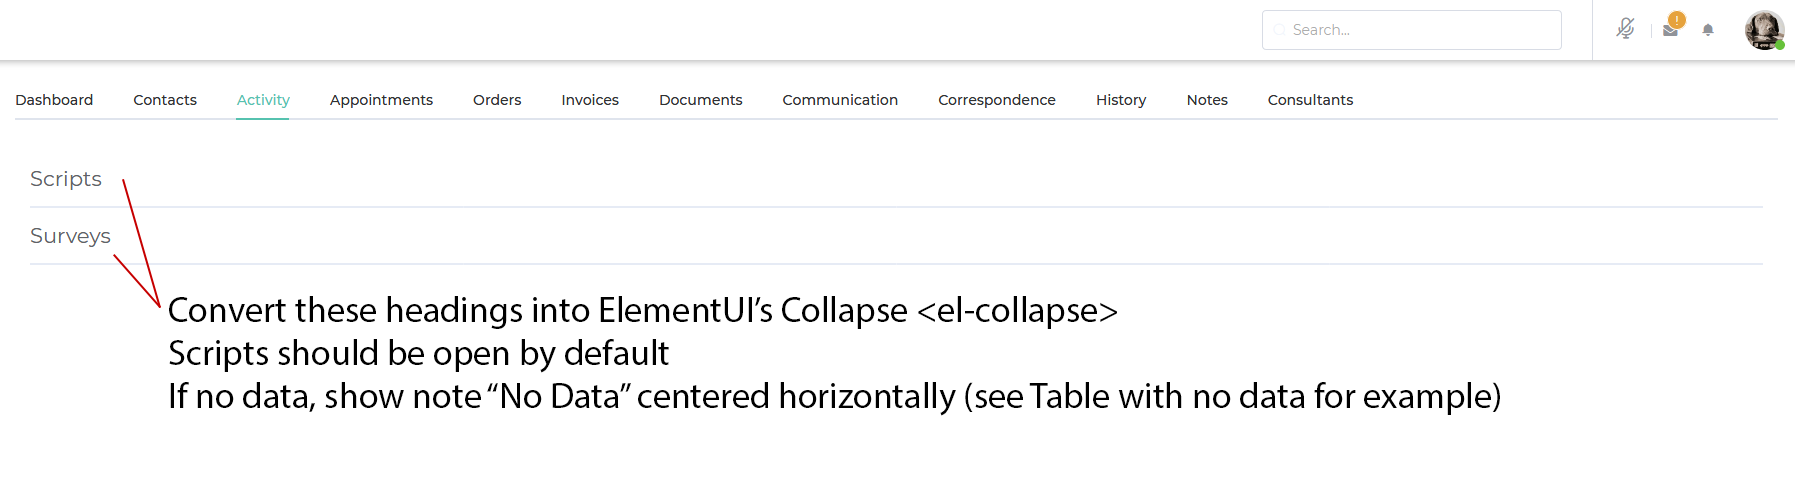 Search...
!
Dashboard Contacts Activity Appointments Orders Invoices Documents Communication Correspondence History Notes Consultants
Scripts
Surveys
Convert these headings into ElementUI’s Collapse <el-collapse>
Scripts should be open by default
If no data, show note “No Data” centered horizontally (see Table with no data for example)